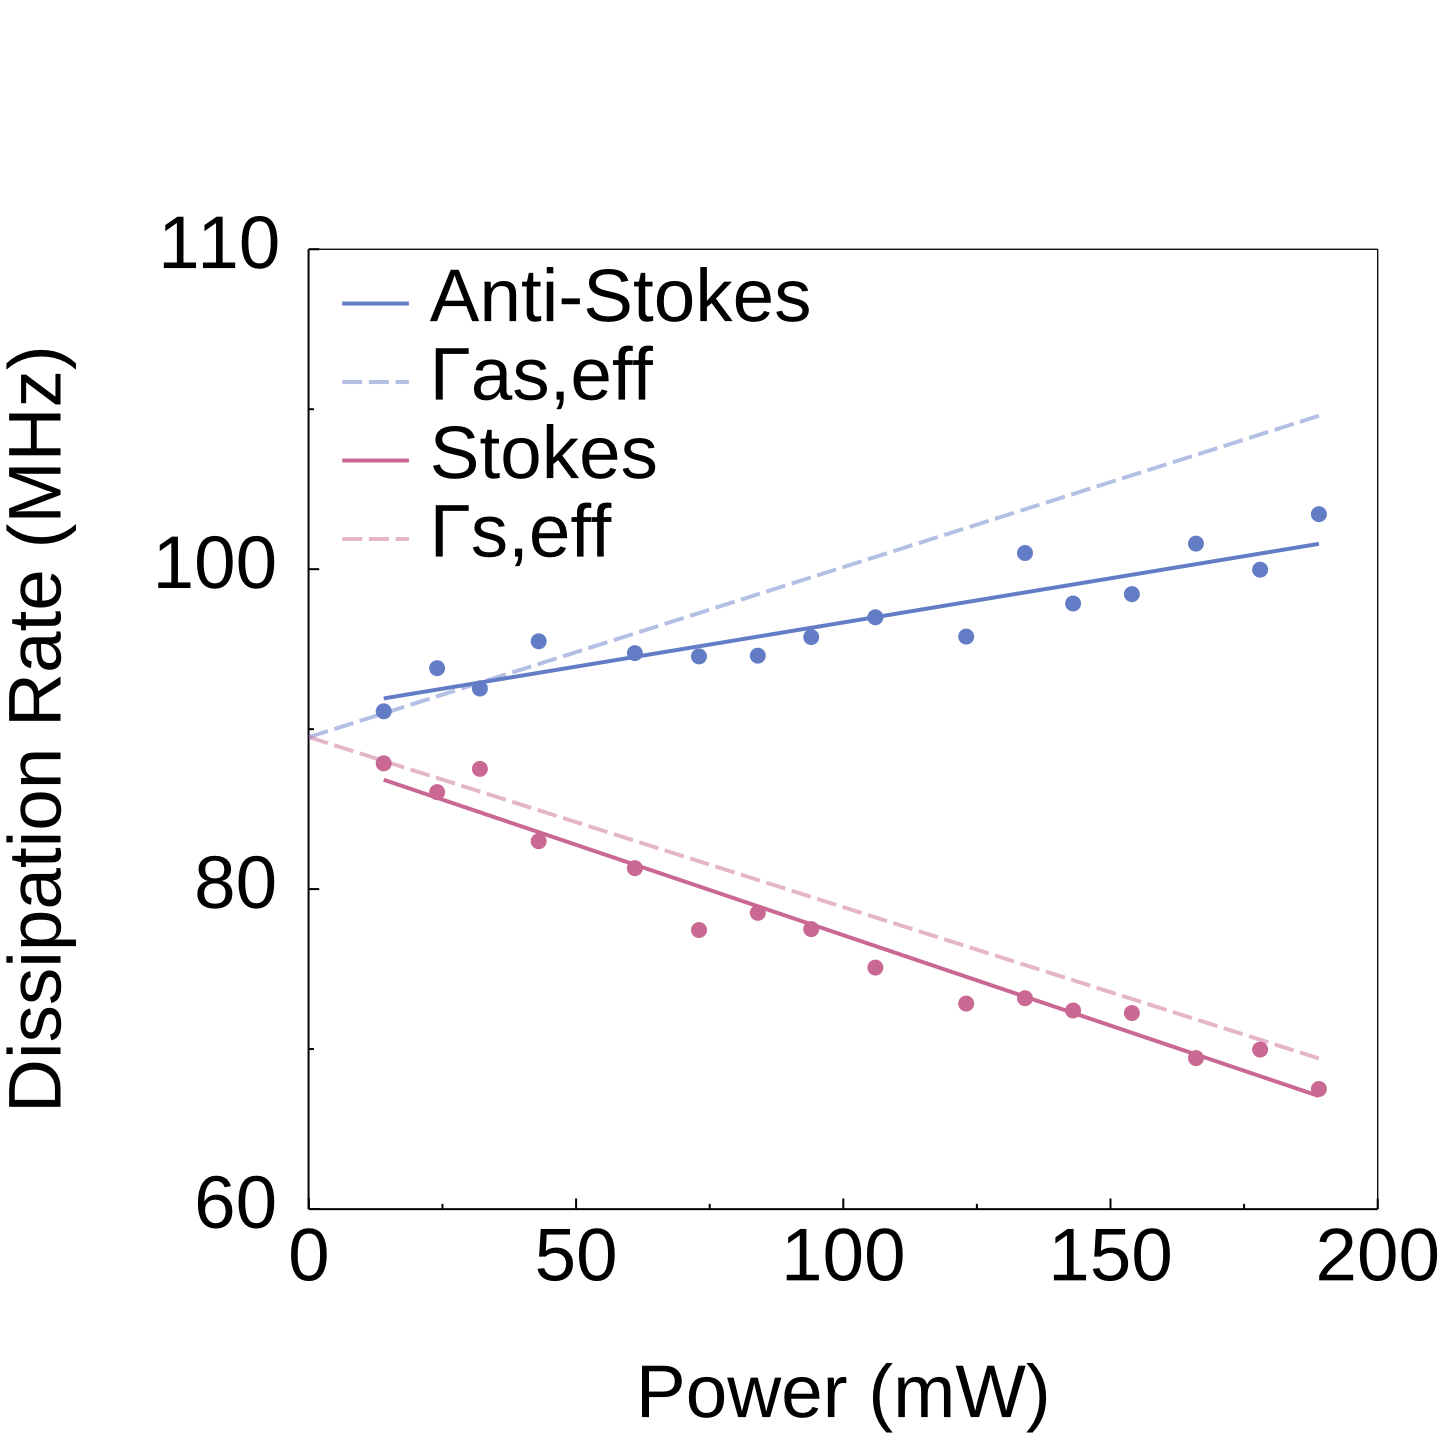 110
100
80
60
Dissipation Rate (MHz)
Anti-Stokes
Γas,eff
Stokes
Γs,eff
0 50 100 150 200
Power (mW)